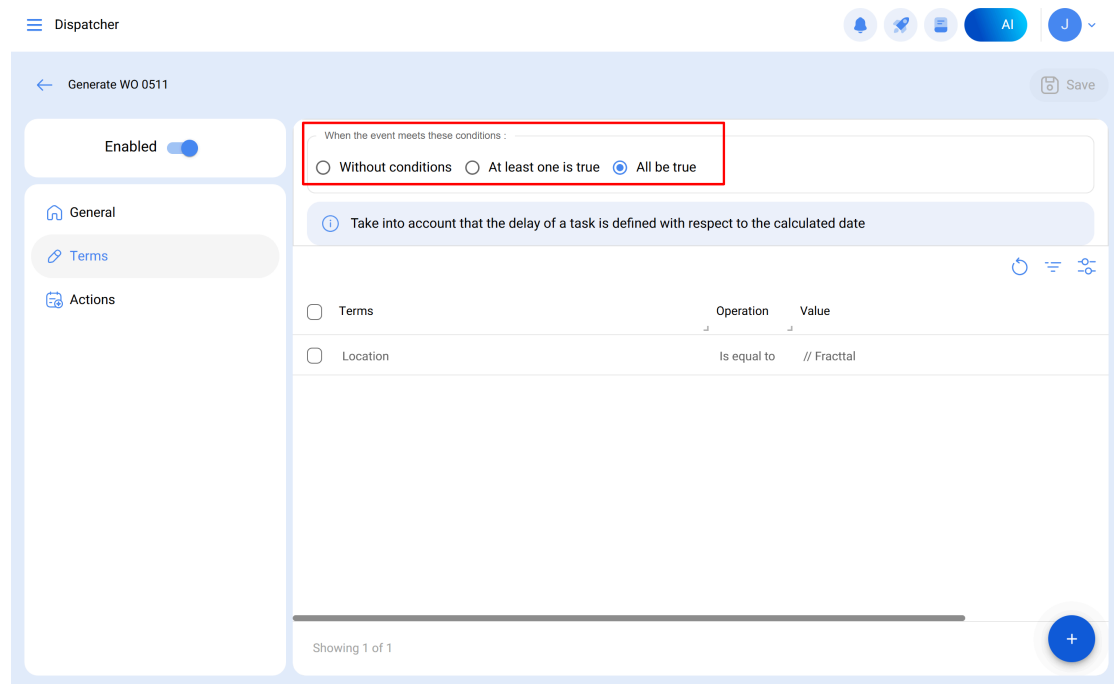 Dispatcher
AI
J
Generate WO 0511
Save
Enabled
General
Terms
Actions
When the event meets these conditions :
Without conditions
At least one is true
All be true
Take into account that the delay of a task is defined with respect to the calculated date
Terms Operation Value
Location Is equal to // Fracttal
Showing 1 of 1